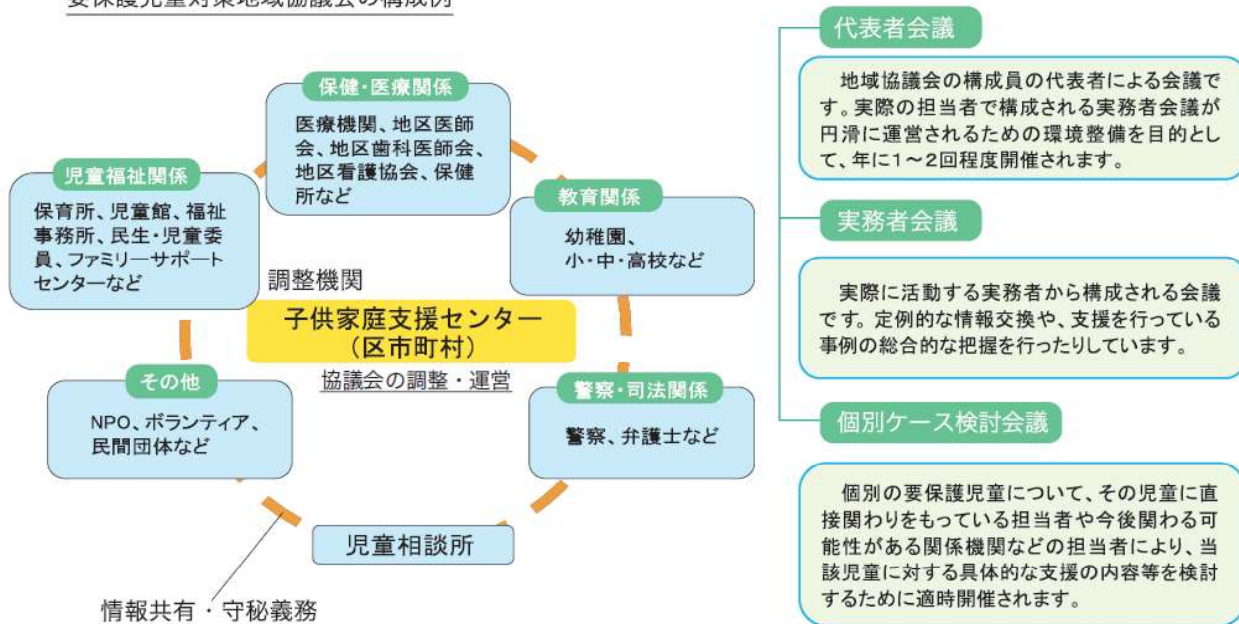 要保護児童対策地域協議会の構成例
保健・医療関係
医療機関、地区医師
会、地区歯科医師会、
地区看護協会、保健
所など
児童福祉関係
保育所、児童館、福祉
事務所、民生・児童委
員、ファミリーサポート
センターなど
教育関係
幼稚園、
小・中・高校など
調整機関
子供家庭支援センター
(区市町村)
協議会の調整・運営
その他
NPO、ボランティア、
民間団体など
警察・司法関係
警察、弁護士など
児童相談所
情報共有・守秘義務
代表者会議
地域協議会の構成員の代表者による会議で
す。実際の担当者で構成される実務者会議が
円滑に運営されるための環境整備を目的とし
て、年に1~2回程度開催されます。
実務者会議
実際に活動する実務者から構成される会議
です。定例的な情報交換や、支援を行っている
事例の総合的な把握を行ったりしています。
個別ケース検討会議
個別の要保護児童について、その児童に直
接関わりをもっている担当者や今後関わる可
能性がある関係機関などの担当者により、当
該児童に対する具体的な支援の内容等を検討
するために適時開催されます。